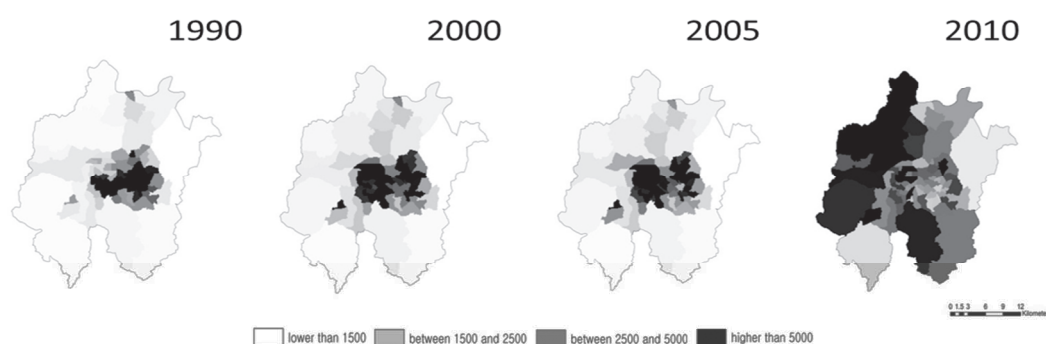 1990 2000 2005 2010
0 1.5 3 6 9 12
Kilomete
lower than 1500 between 1500 and 2500 between 2500 and 5000 higher than 5000